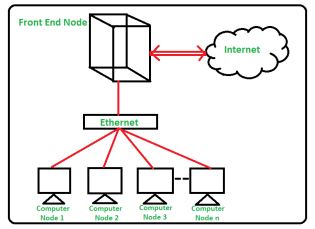 Front End Node
Internet
Ethernet
Computer
Node 1
Computer
Node 2
Computer
Node 3
Computer
Node n